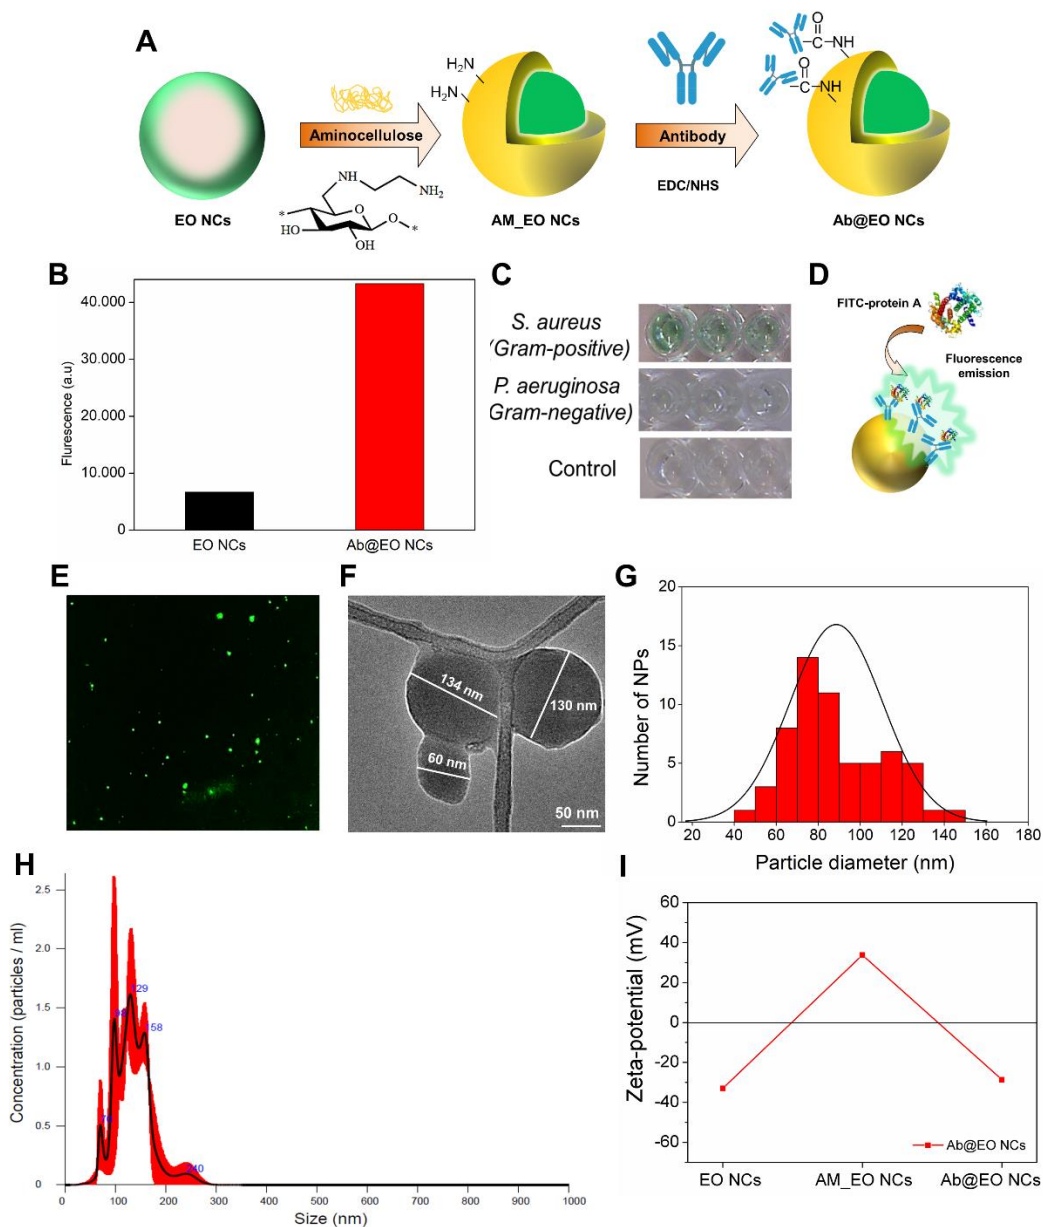 A
H₂N
H₂N
Aminocellulose
NH
NH₂
O
O
*
*
HO
OH
EO NCs
AM_EO NCs
Antibody
EDC/NHS
O
C
NH
O
C
NH
Ab@EO NCs
B
Flurescence (a.u)
40.000
30.000
20.000
10.000
0
EO NCs
Ab@EO NCs
C
S. aureus
(Gram-positive)
P. aeruginosa
Gram-negative)
Control
D
FITC-protein A
Fluorescence
emission
E
F
134 nm
130 nm
60 nm
50 nm
G
Number of NPs
20
15
10
5
0
20 40 60 80 100 120 140 160 180
Particle diameter (nm)
H
Concentration (particles / ml)
2.5
2.0
1.5
1.0
0.5
0
129
158
240
0 100 200 300 400 500 600 700 800 900 1000
Size (nm)
I
Zeta-potential (mV)
60
40
20
0
-20
-40
-60
Ab@EO NCs
EO NCs AM_EO NCs Ab@EO NCs